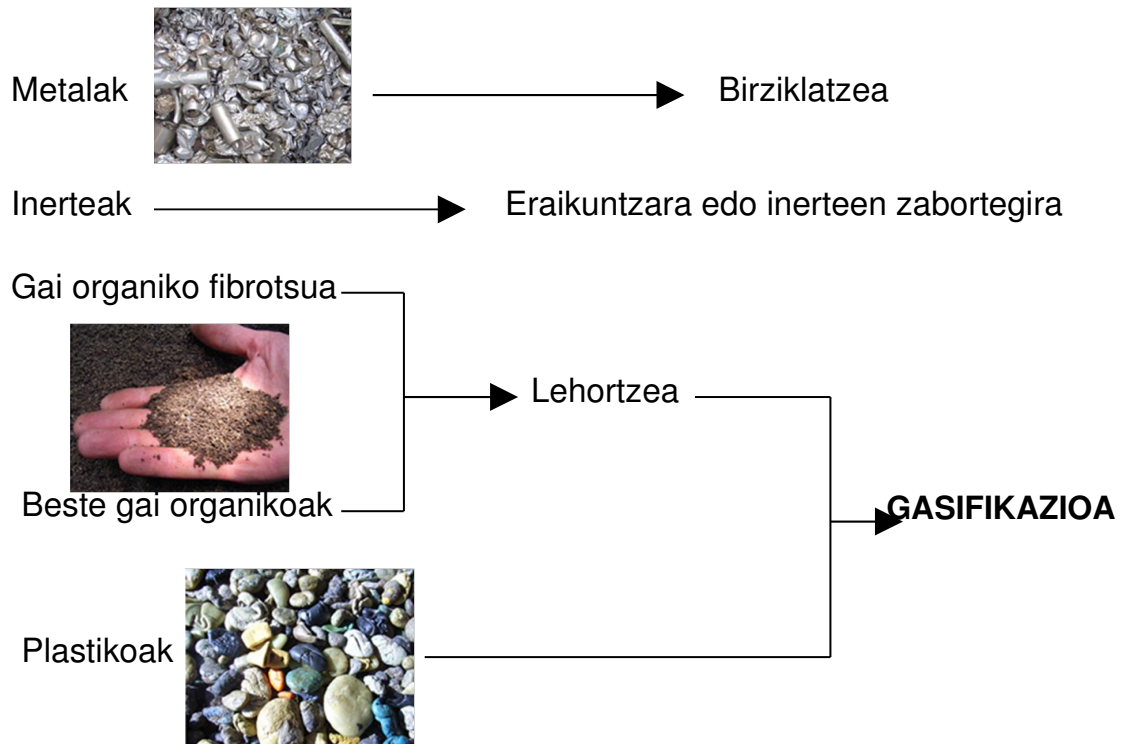 Metalak
Birziklatzea
Inerteak
Eraikuntzara edo inerteen zabortegira
Gai organiko fibrotsua
Lehortzea
Beste gai organikoak
GASIFIKAZIOA
Plastikoak